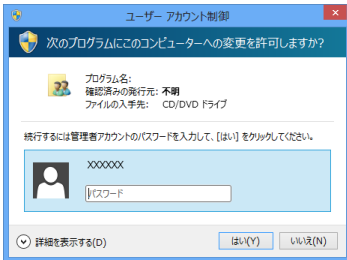 ユーザー アカウント制御
次のプログラムにこのコンピューターへの変更を許可しますか?
プログラム名:
確認済みの発行元: 不明
ファイルの入手先: CD/DVD ドライブ
続行するには管理者アカウントのパスワードを入力して、[はい] をクリックしてください。
XXXXXX
パスワード
詳細を表示する(D)
はい(Y)
いいえ(N)